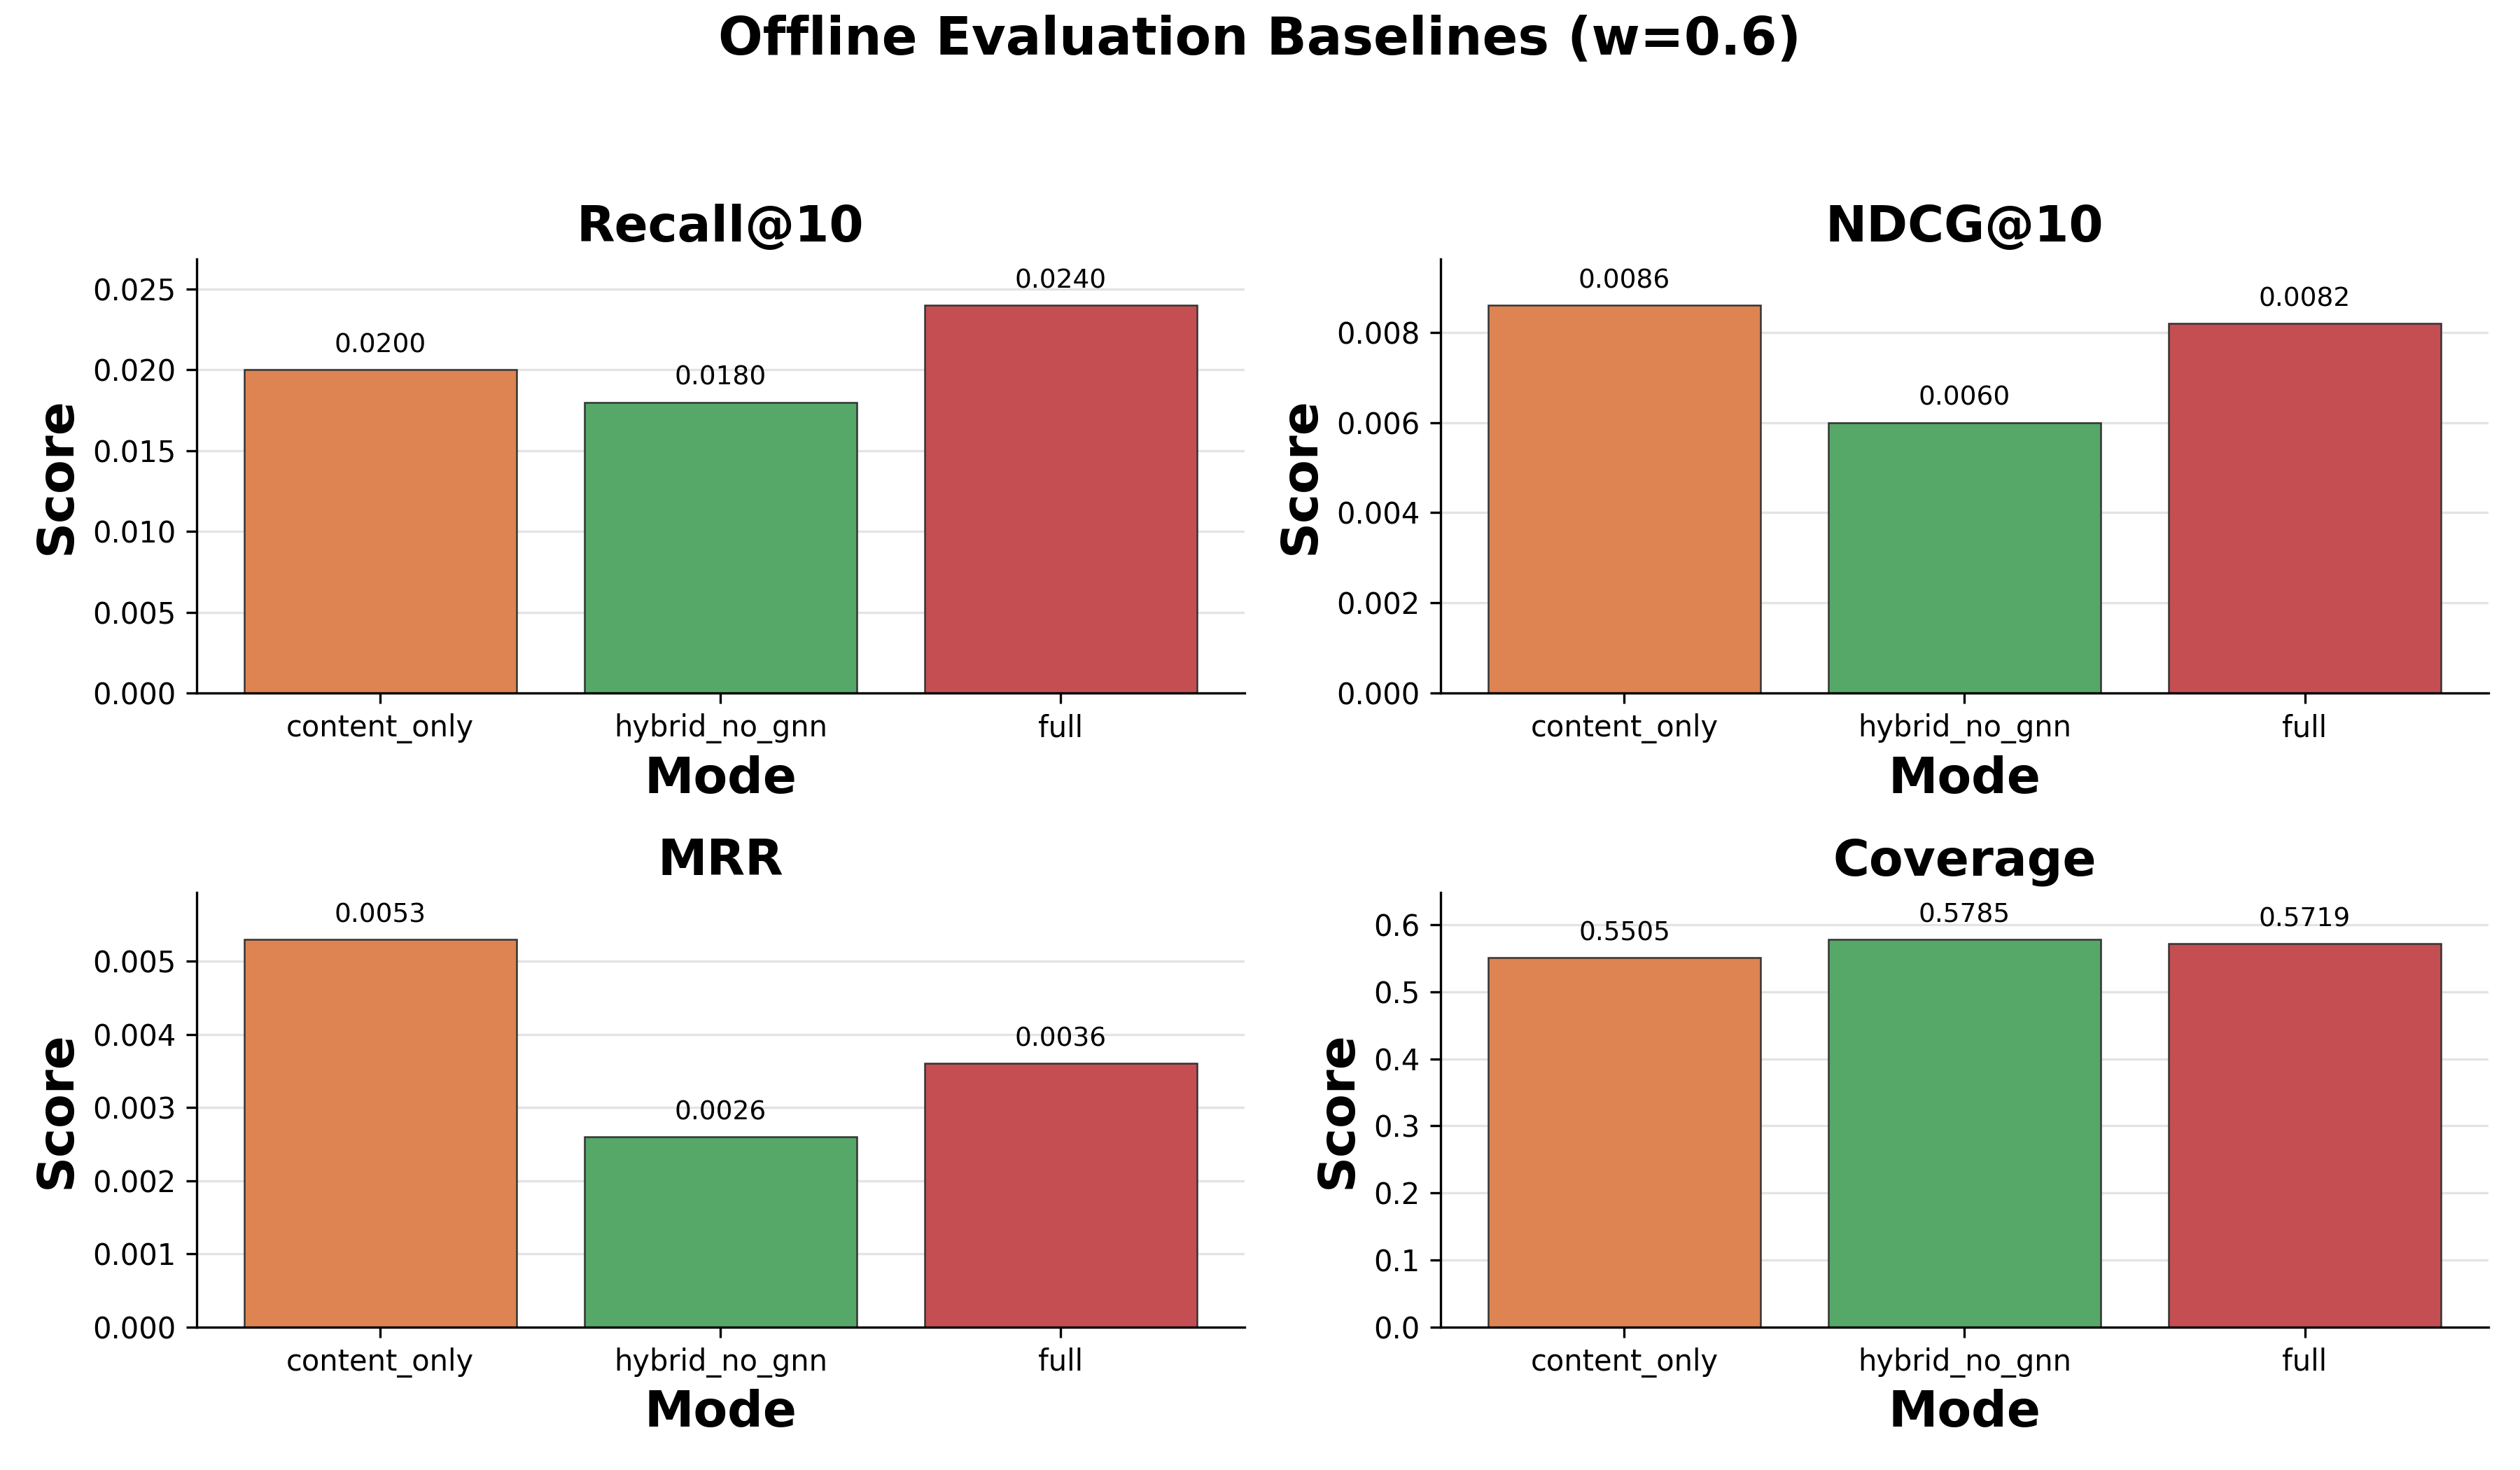 Offline Evaluation Baselines (w=0.6)
Recall@10
Score
0.025
0.020
0.015
0.010
0.005
0.000
0.0200
0.0180
0.0240
content_only
hybrid_no_gnn
full
Mode
NDCG@10
Score
0.008
0.006
0.004
0.002
0.000
0.0086
0.0060
0.0082
content_only
hybrid_no_gnn
full
Mode
MRR
Score
0.005
0.004
0.003
0.002
0.001
0.000
0.0053
0.0026
0.0036
content_only
hybrid_no_gnn
full
Mode
Coverage
Score
0.6
0.5
0.4
0.3
0.2
0.1
0.0
0.5505
0.5785
0.5719
content_only
hybrid_no_gnn
full
Mode